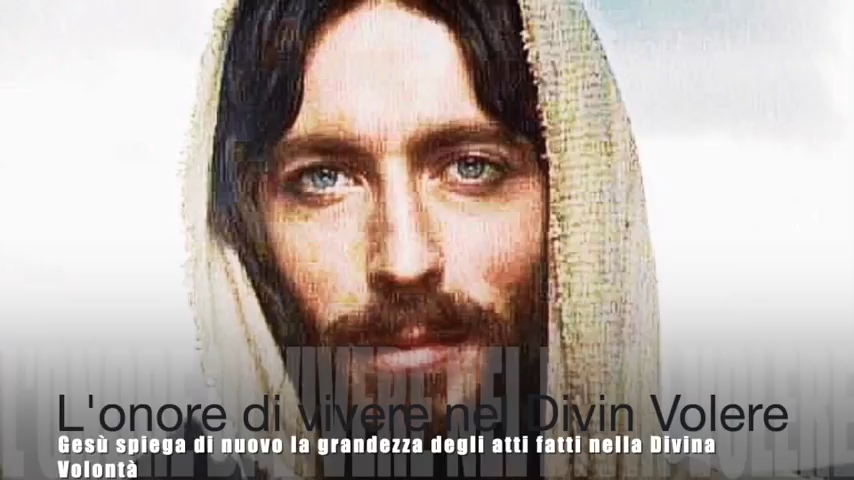 L'onore di vivere nel Divin Volere
Gesù spiega di nuovo la grandezza degli atti fatti nella Divina
Volontà